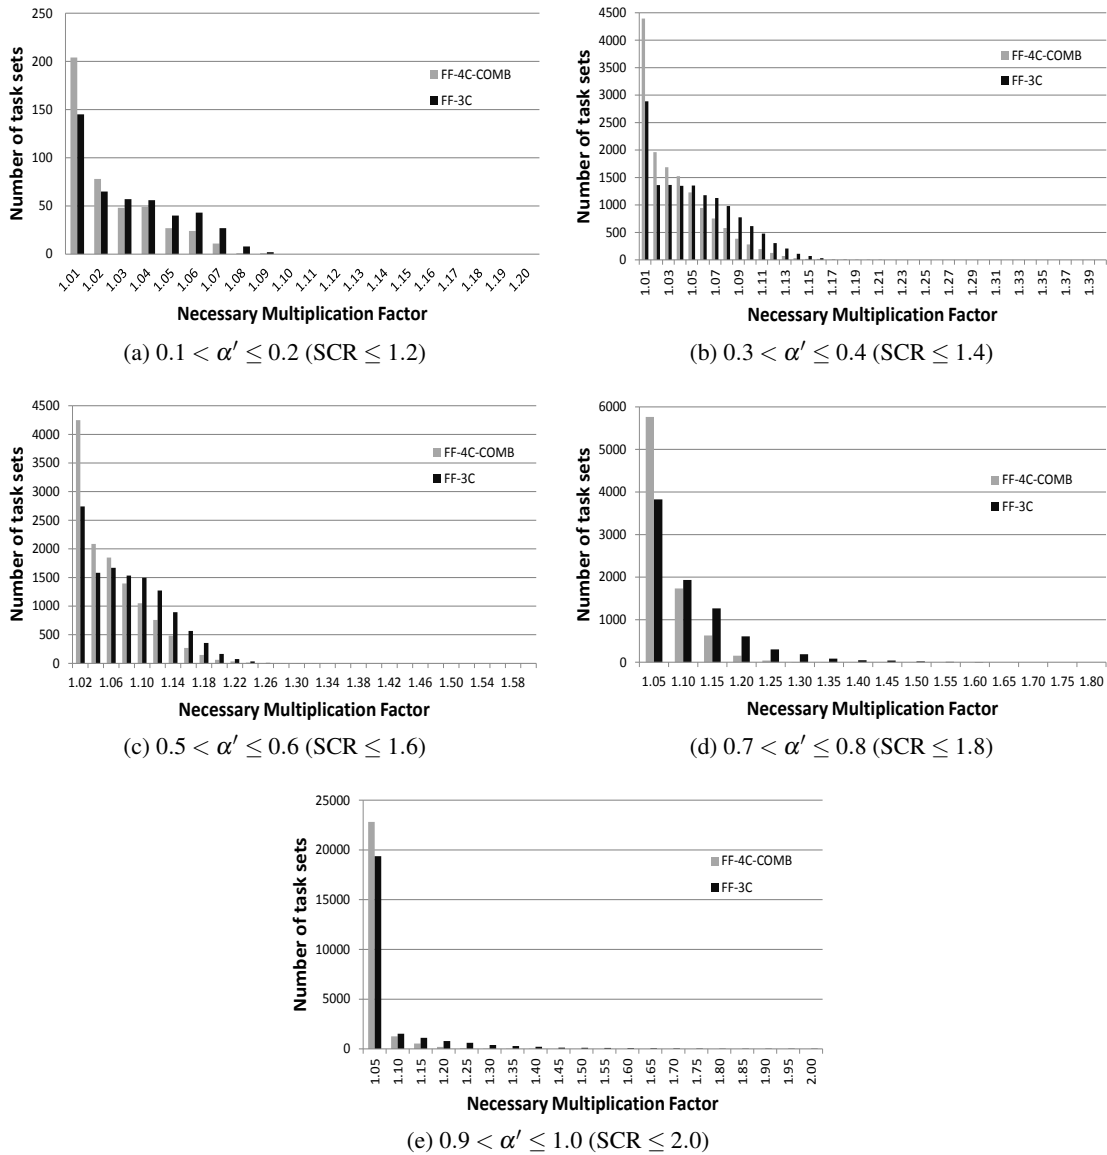 Number of task sets
250
200
150
100
50
0
FF-4C-COMB
FF-3C
1.01 1.02 1.03 1.04 1.05 1.06 1.07 1.08 1.09 1.10 1.11 1.12 1.13 1.14 1.15 1.16 1.17 1.18 1.19 1.20
Necessary Multiplication Factor
(a) 0.1 < α′ ≤ 0.2 (SCR ≤ 1.2)
Number of task sets
4500
4000
3500
3000
2500
2000
1500
1000
500
0
FF-4C-COMB
FF-3C
1.01 1.03 1.05 1.07 1.09 1.11 1.13 1.15 1.17 1.19 1.21 1.23 1.25 1.27 1.29 1.31 1.33 1.35 1.37 1.39
Necessary Multiplication Factor
(b) 0.3 < α′ ≤ 0.4 (SCR ≤ 1.4)
Number of task sets
4500
4000
3500
3000
2500
2000
1500
1000
500
0
FF-4C-COMB
FF-3C
1.02 1.06 1.10 1.14 1.18 1.22 1.26 1.30 1.34 1.38 1.42 1.46 1.50 1.54 1.58
Necessary Multiplication Factor
(c) 0.5 < α′ ≤ 0.6 (SCR ≤ 1.6)
Number of task sets
6000
5000
4000
3000
2000
1000
0
FF-4C-COMB
FF-3C
1.05 1.10 1.15 1.20 1.25 1.30 1.35 1.40 1.45 1.50 1.55 1.60 1.65 1.70 1.75 1.80
Necessary Multiplication Factor
(d) 0.7 < α′ ≤ 0.8 (SCR ≤ 1.8)
Number of task sets
25000
20000
15000
10000
5000
0
FF-4C-COMB
FF-3C
1.05 1.10 1.15 1.20 1.25 1.30 1.35 1.40 1.45 1.50 1.55 1.60 1.65 1.70 1.75 1.80 1.85 1.90 1.95 2.00
Necessary Multiplication Factor
(e) 0.9 < α′ ≤ 1.0 (SCR ≤ 2.0)